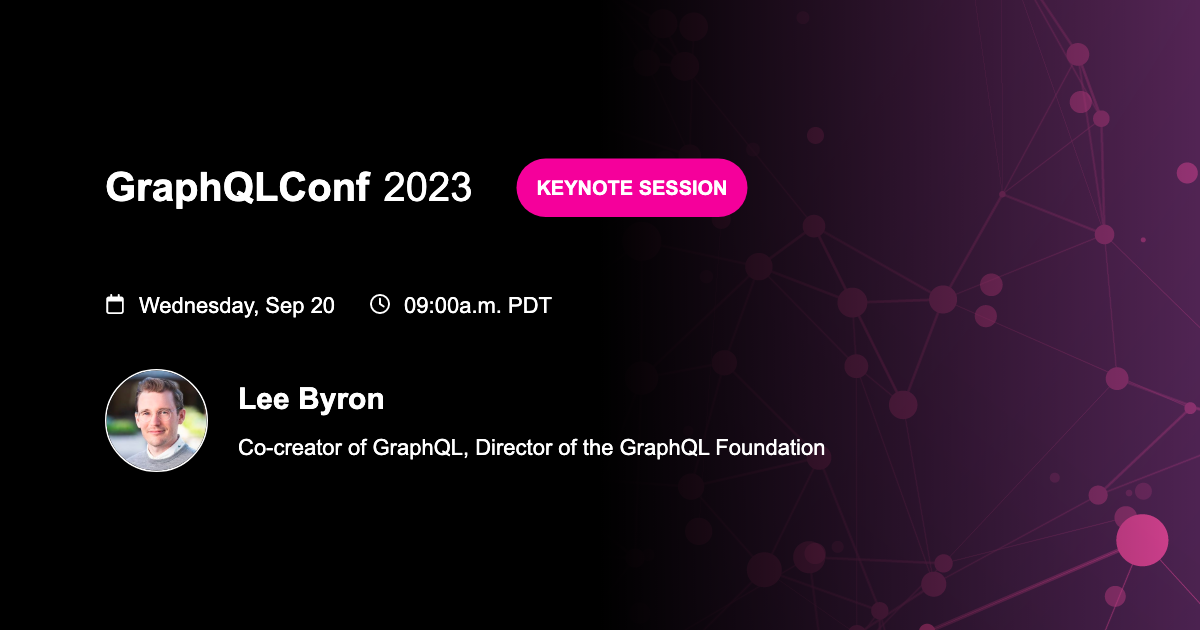 GraphQLConf 2023 KEYNOTE SESSION
Wednesday, Sep 20 09:00a.m. PDT
Lee Byron
Co-creator of GraphQL, Director of the GraphQL Foundation